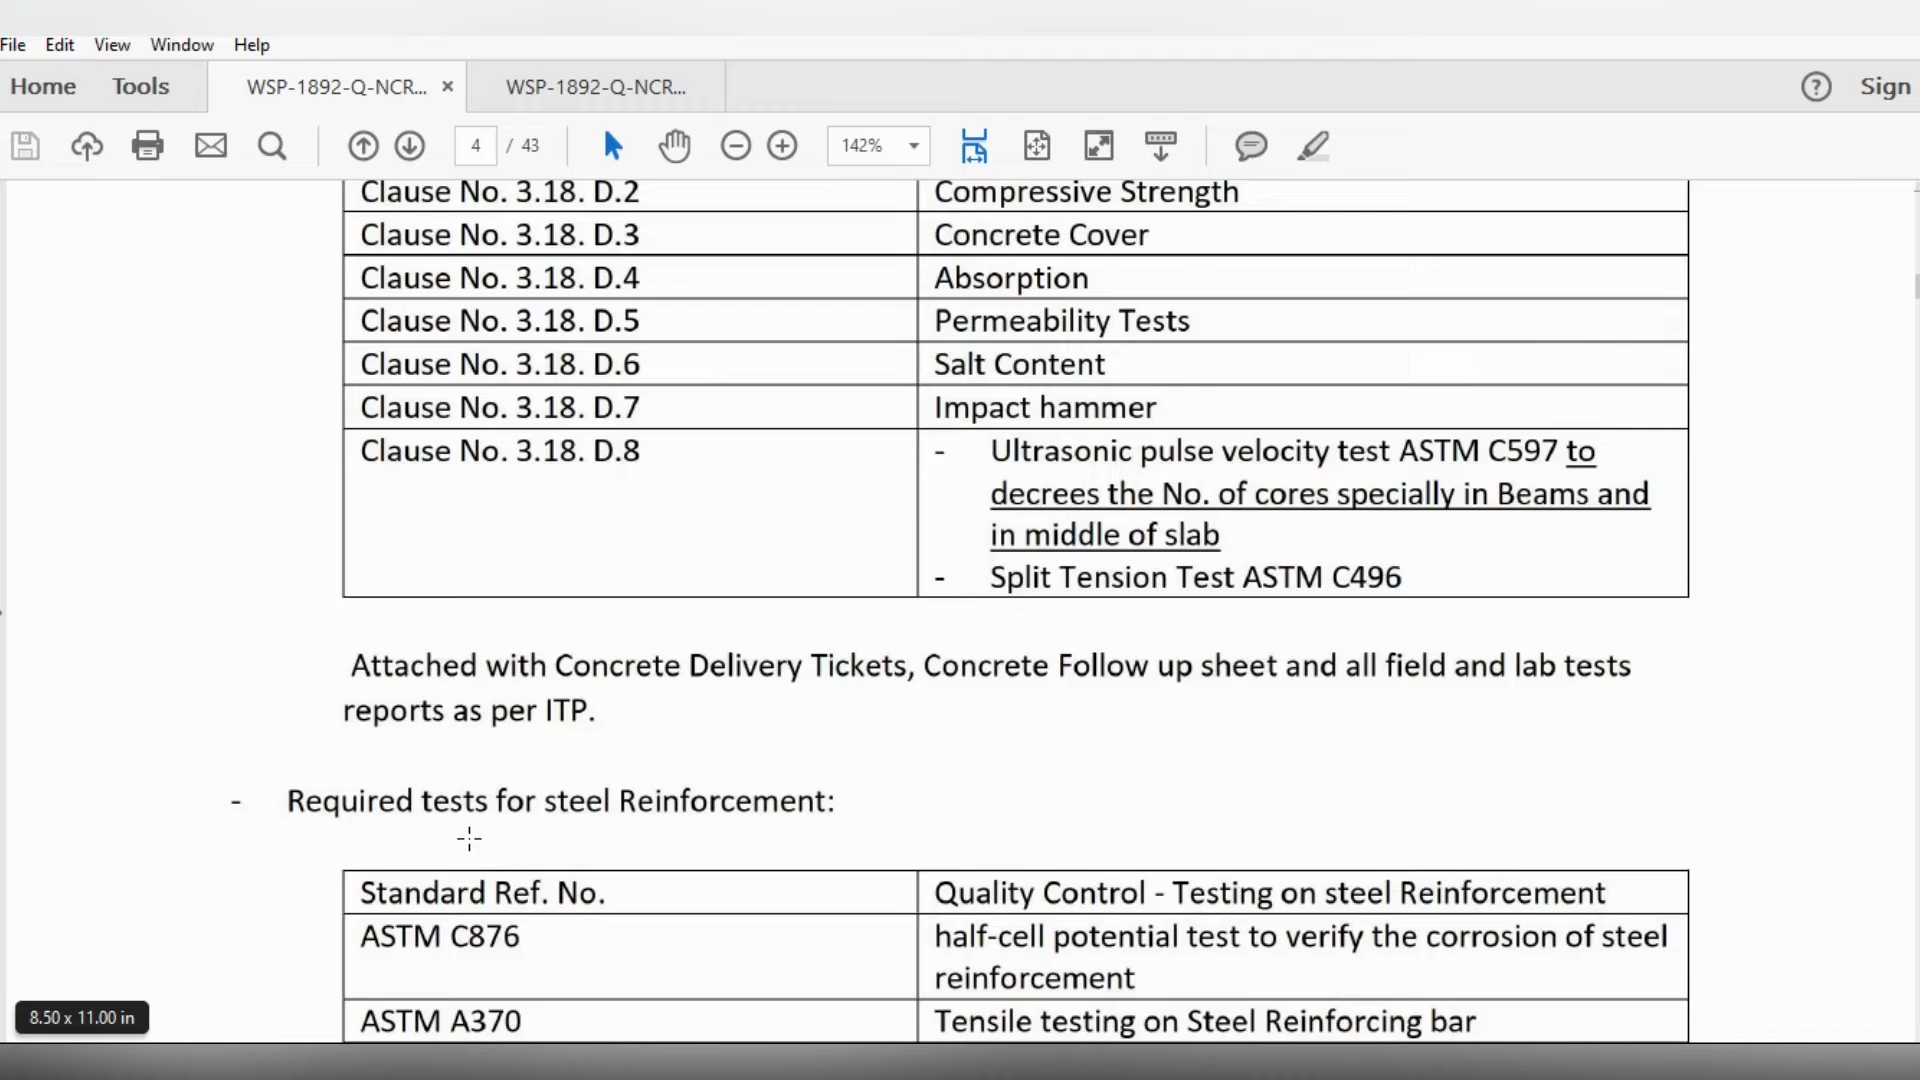 File Edit View Window Help
Home Tools WSP-1892-Q-NCR... × WSP-1892-Q-NCR... ? Sign
4 / 43 142%
Clause No. 3.18. D.2 Compressive Strength
Clause No. 3.18. D.3 Concrete Cover
Clause No. 3.18. D.4 Absorption
Clause No. 3.18. D.5 Permeability Tests
Clause No. 3.18. D.6 Salt Content
Clause No. 3.18. D.7 Impact hammer
Clause No. 3.18. D.8 - Ultrasonic pulse velocity test ASTM C597 to
decrees the No. of cores specially in Beams and
in middle of slab
- Split Tension Test ASTM C496
Attached with Concrete Delivery Tickets, Concrete Follow up sheet and all field and lab tests
reports as per ITP.
- Required tests for steel Reinforcement:
Standard Ref. No. Quality Control - Testing on steel Reinforcement
ASTM C876 half-cell potential test to verify the corrosion of steel
reinforcement
8.50 x 11.00 in
ASTM A370 Tensile testing on Steel Reinforcing bar